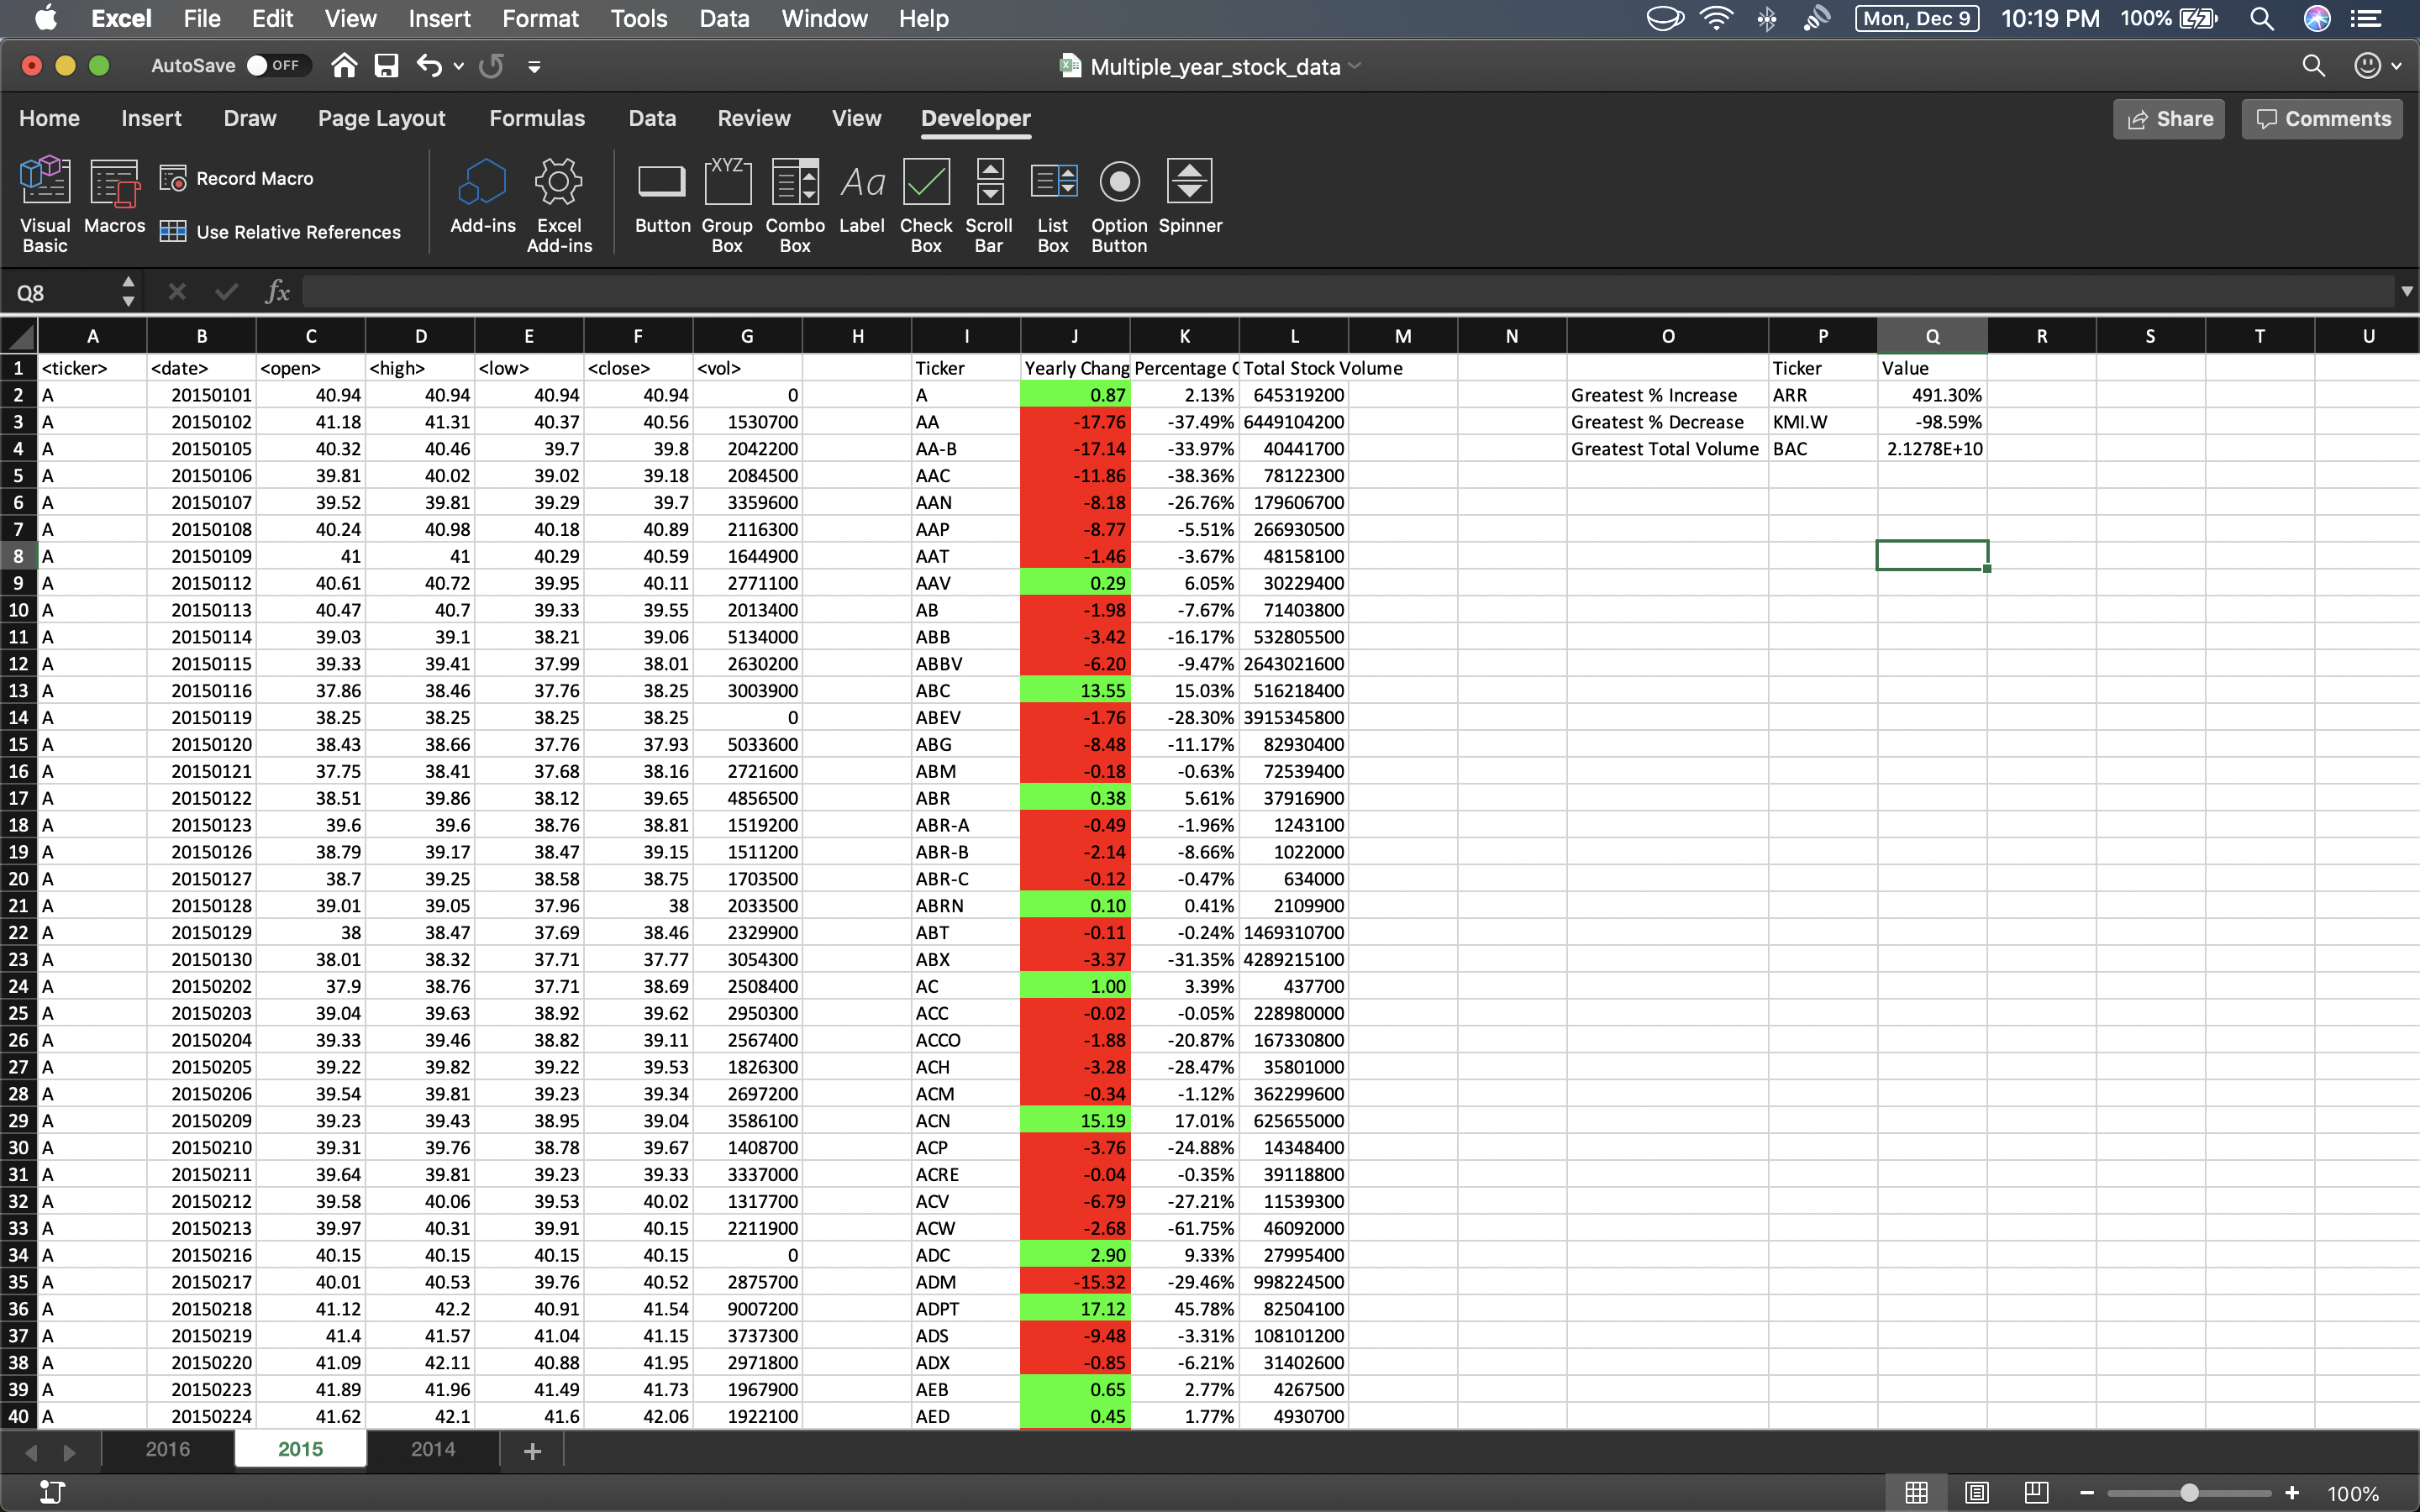 Excel File Edit View Insert Format Tools Data Window Help Mon, Dec 9 10:19 PM 100%
AutoSave OFF Multiple_year_stock_data
Home Insert Draw Page Layout Formulas Data Review View Developer Share Comments
Visual Basic Macros Record Macro Use Relative References Add-ins Excel Add-ins Button XYZ Group Box Combo Box Aa Label Check Box Scroll Bar List Box Option Button Spinner
Q8 fx
A B C D E F G H I J K L M N O P Q R S T U
1 <ticker> <date> <open> <high> <low> <close> <vol> Ticker Yearly Chang Percentage C Total Stock Volume Ticker Value
2 A 20150101 40.94 40.94 40.94 40.94 0 A 0.87 2.13% 645319200 Greatest % Increase ARR 491.30%
3 A 20150102 41.18 41.31 40.37 40.56 1530700 AA -17.76 -37.49% 6449104200 Greatest % Decrease KMI.W -98.59%
4 A 20150105 40.32 40.46 39.7 39.8 2042200 AA-B -17.14 -33.97% 40441700 Greatest Total Volume BAC 2.1278E+10
5 A 20150106 39.81 40.02 39.02 39.18 2084500 AAC -11.86 -38.36% 78122300
6 A 20150107 39.52 39.81 39.29 39.7 3359600 AAN -8.18 -26.76% 179606700
7 A 20150108 40.24 40.98 40.18 40.89 2116300 AAP -8.77 -5.51% 266930500
8 A 20150109 41 41 40.29 40.59 1644900 AAT -1.46 -3.67% 48158100
9 A 20150112 40.61 40.72 39.95 40.11 2771100 AAV 0.29 6.05% 30229400
10 A 20150113 40.47 40.7 39.33 39.55 2013400 AB -1.98 -7.67% 71403800
11 A 20150114 39.03 39.1 38.21 39.06 5134000 ABB -3.42 -16.17% 532805500
12 A 20150115 39.33 39.41 37.99 38.01 2630200 ABBV -6.20 -9.47% 2643021600
13 A 20150116 37.86 38.46 37.76 38.25 3003900 ABC 13.55 15.03% 516218400
14 A 20150119 38.25 38.25 38.25 38.25 0 ABEV -1.76 -28.30% 3915345800
15 A 20150120 38.43 38.66 37.76 37.93 5033600 ABG -8.48 -11.17% 82930400
16 A 20150121 37.75 38.41 37.68 38.16 2721600 ABM -0.18 -0.63% 72539400
17 A 20150122 38.51 39.86 38.12 39.65 4856500 ABR 0.38 5.61% 37916900
18 A 20150123 39.6 39.6 38.76 38.81 1519200 ABR-A -0.49 -1.96% 1243100
19 A 20150126 38.79 39.17 38.47 39.15 1511200 ABR-B -2.14 -8.66% 1022000
20 A 20150127 38.7 39.25 38.58 38.75 1703500 ABR-C -0.12 -0.47% 634000
21 A 20150128 39.01 39.05 37.96 38 2033500 ABRN 0.10 0.41% 2109900
22 A 20150129 38 38.47 37.69 38.46 2329900 ABT -0.11 -0.24% 1469310700
23 A 20150130 38.01 38.32 37.71 37.77 3054300 ABX -3.37 -31.35% 4289215100
24 A 20150202 37.9 38.76 37.71 38.69 2508400 AC 1.00 3.39% 437700
25 A 20150203 39.04 39.63 38.92 39.62 2950300 ACC -0.02 -0.05% 228980000
26 A 20150204 39.33 39.46 38.82 39.11 2567400 ACCO -1.88 -20.87% 167330800
27 A 20150205 39.22 39.82 39.22 39.53 1826300 ACH -3.28 -28.47% 35801000
28 A 20150206 39.54 39.81 39.23 39.34 2697200 ACM -0.34 -1.12% 362299600
29 A 20150209 39.23 39.43 38.95 39.04 3586100 ACN 15.19 17.01% 625655000
30 A 20150210 39.31 39.76 38.78 39.67 1408700 ACP -3.76 -24.88% 14348400
31 A 20150211 39.64 39.81 39.23 39.33 3337000 ACRE -0.04 -0.35% 39118800
32 A 20150212 39.58 40.06 39.53 40.02 1317700 ACV -6.79 -27.21% 11539300
33 A 20150213 39.97 40.31 39.91 40.15 2211900 ACW -2.68 -61.75% 46092000
34 A 20150216 40.15 40.15 40.15 40.15 0 ADC 2.90 9.33% 27995400
35 A 20150217 40.01 40.53 39.76 40.52 2875700 ADM -15.32 -29.46% 998224500
36 A 20150218 41.12 42.2 40.91 41.54 9007200 ADPT 17.12 45.78% 82504100
37 A 20150219 41.4 41.57 41.04 41.15 3737300 ADS -9.48 -3.31% 108101200
38 A 20150220 41.09 42.11 40.88 41.95 2971800 ADX -0.85 -6.21% 31402600
39 A 20150223 41.89 41.96 41.49 41.73 1967900 AEB 0.65 2.77% 4267500
40 A 20150224 41.62 42.1 41.6 42.06 1922100 AED 0.45 1.77% 4930700
2016 2015 2014 +
100%